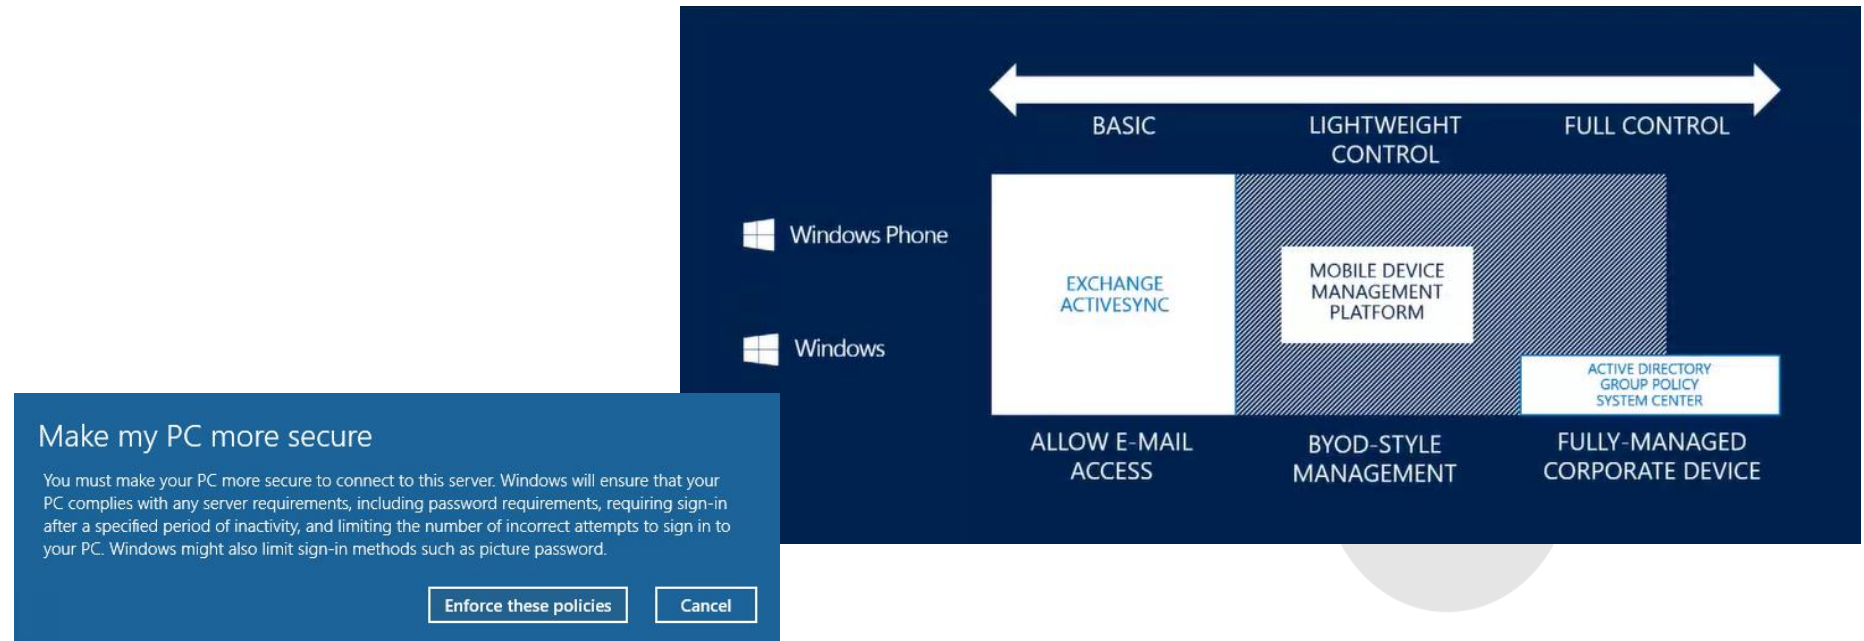 BASIC
LIGHTWEIGHT
CONTROL
FULL CONTROL
Windows Phone
Windows
EXCHANGE
ACTIVESYNC
MOBILE DEVICE
MANAGEMENT
PLATFORM
ACTIVE DIRECTORY
GROUP POLICY
SYSTEM CENTER
ALLOW E-MAIL
ACCESS
BYOD-STYLE
MANAGEMENT
FULLY-MANAGED
CORPORATE DEVICE
Make my PC more secure
You must make your PC more secure to connect to this server. Windows will ensure that your
PC complies with any server requirements, including password requirements, requiring sign-in
after a specified period of inactivity, and limiting the number of incorrect attempts to sign in to
your PC. Windows might also limit sign-in methods such as picture password.
Enforce these policies
Cancel